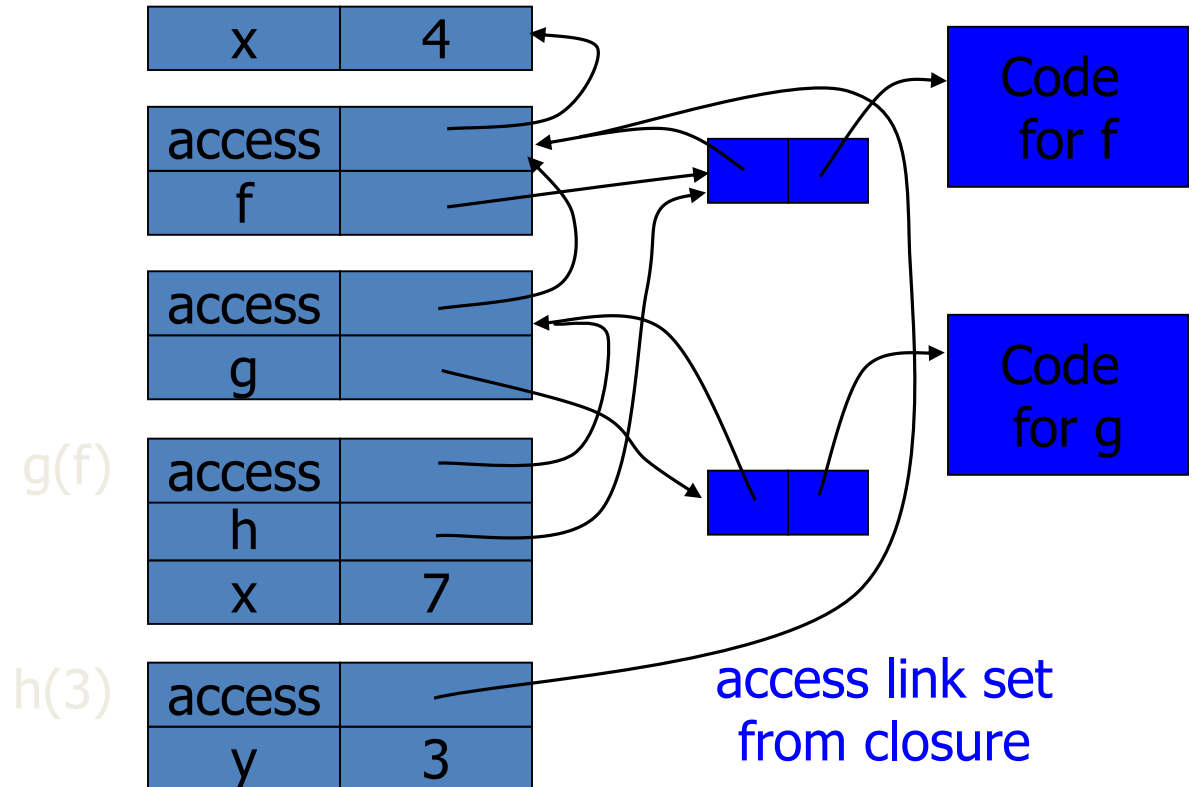 x 4
access
f
access
g
g(f)
access
h
x 7
h(3)
access
y 3
Code
for f
Code
for g
access link set
from closure